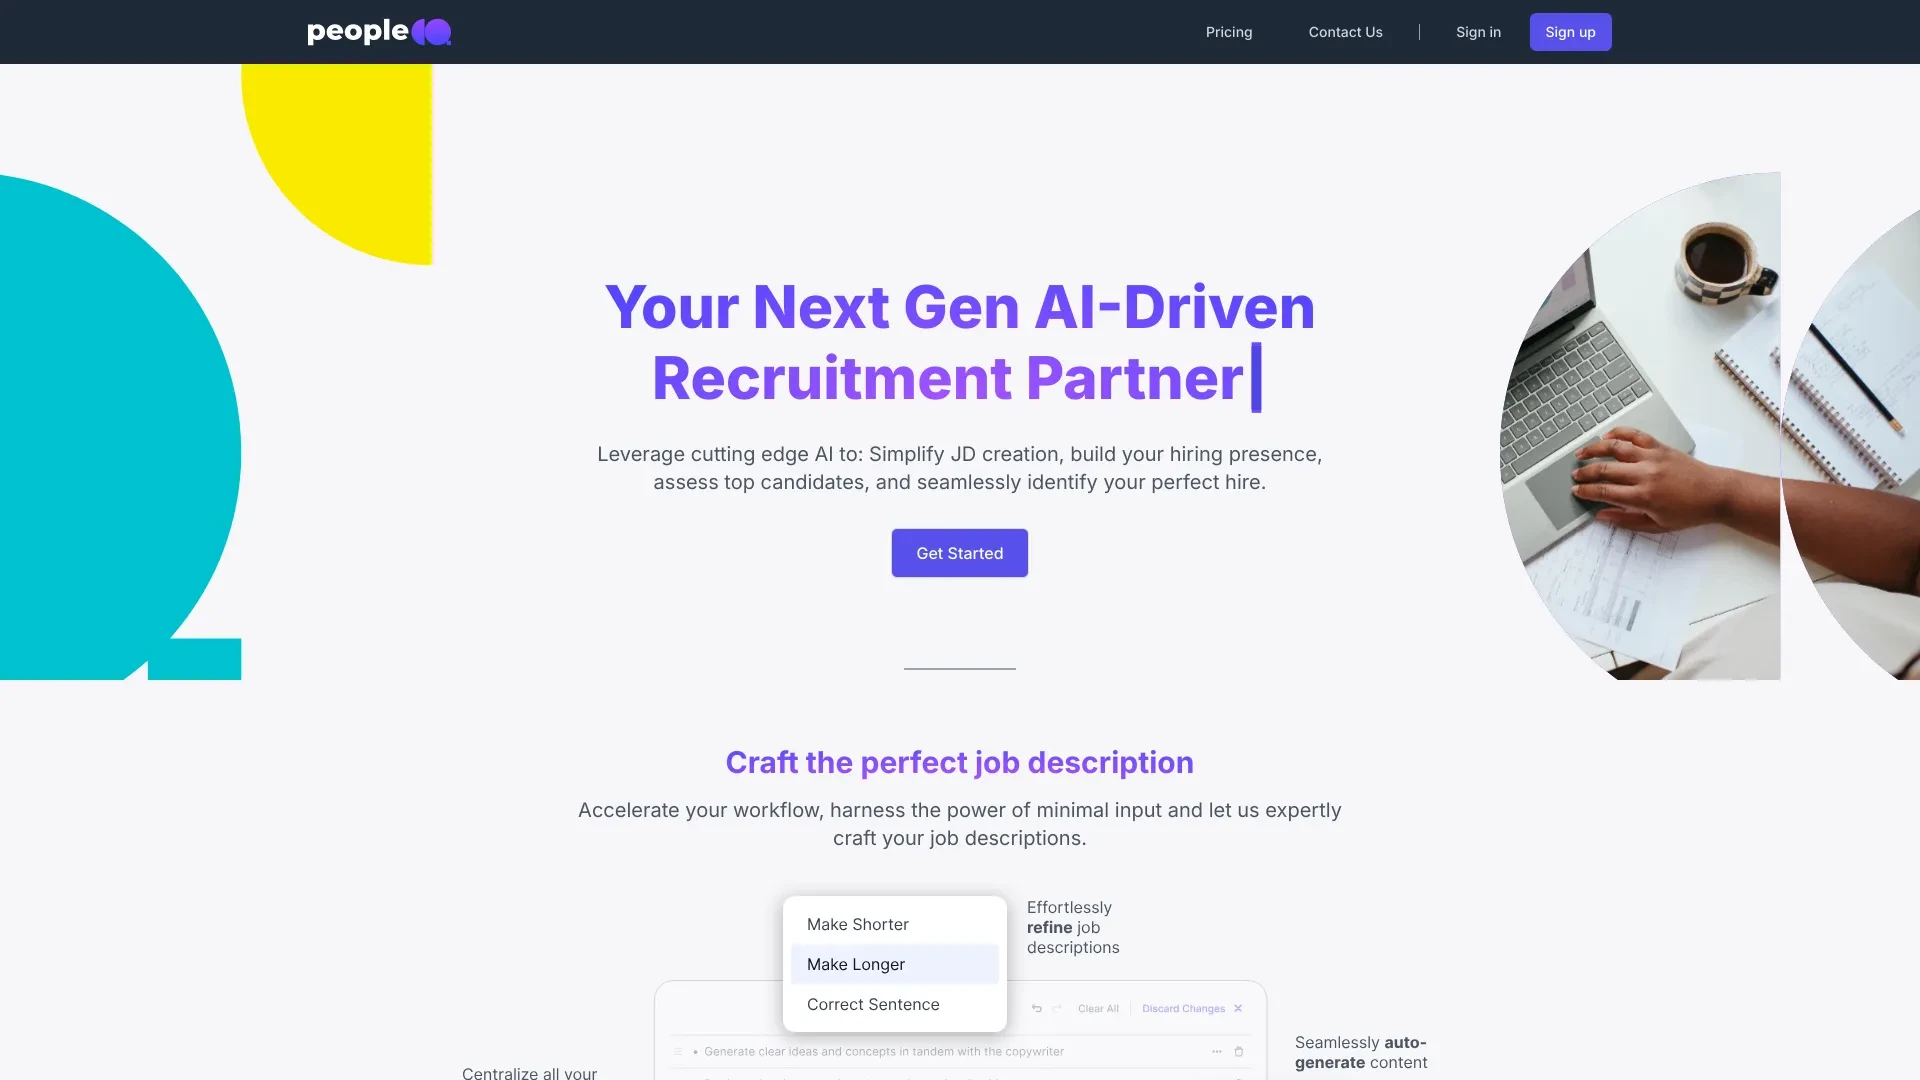 peopleIQ
Pricing
Contact Us
Sign in
Sign up
Your Next Gen AI-Driven
Recruitment Partner
Leverage cutting edge AI to: Simplify JD creation, build your hiring presence,
assess top candidates, and seamlessly identify your perfect hire.
Get Started
Craft the perfect job description
Accelerate your workflow, harness the power of minimal input and let us expertly
craft your job descriptions.
Make Shorter
Make Longer
Correct Sentence
Effortlessly
refine job
descriptions
Clear All
Discard Changes
• Generate clear ideas and concepts in tandem with the copywriter
Seamlessly auto-
generate content
Centralize all your